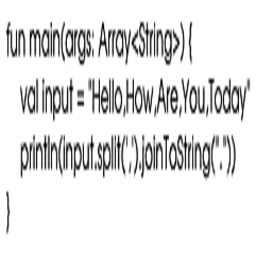 fun main(args: Array<String>) {
    val input = "Hello,How,Are,You,Today"
    println(input.split(',').joinToString("."))
}